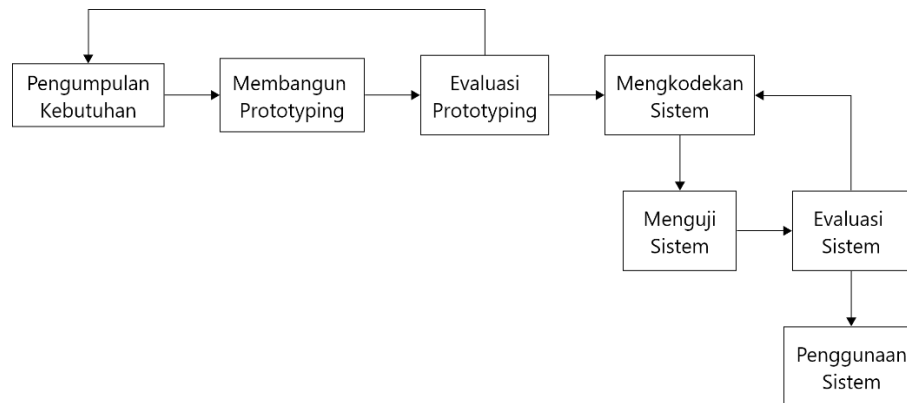 Pengumpulan
Kebutuhan
Membangun
Prototyping
Evaluasi
Prototyping
Mengkodekan
Sistem
Menguji
Sistem
Evaluasi
Sistem
Penggunaan
Sistem